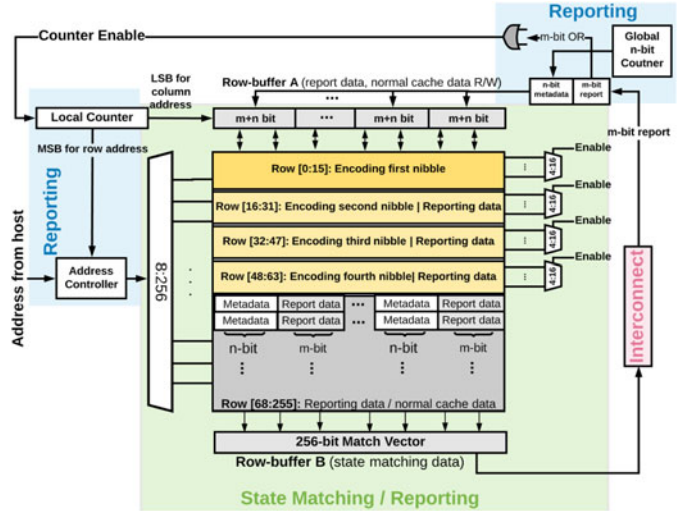 Reporting
Counter Enable
m-bit OR
Global
n-bit
Coutner
LSB for
column
address
Row-buffer A (report data, normal cache data R/W)
n-bit
metadata
m-bit
report
Local Counter
m+n bit
...
m+n bit
m+n bit
m-bit report
MSB for row address
Row [0:15]: Encoding first nibble
4:16
Enable
Row [16:31]: Encoding second nibble | Reporting data
4:16
Enable
Row [32:47]: Encoding third nibble | Reporting data
4:16
Enable
Row [48:63]: Encoding fourth nibble| Reporting data
4:16
Enable
Reporting
Address from host
Address
Controller
8:256
Metadata
Report data
...
Metadata
Report data
Metadata
Report data
...
Metadata
Report data
n-bit
m-bit
n-bit
m-bit
Interconnect
Row [68:255]: Reporting data / normal cache data
256-bit Match Vector
Row-buffer B (state matching data)
State Matching / Reporting